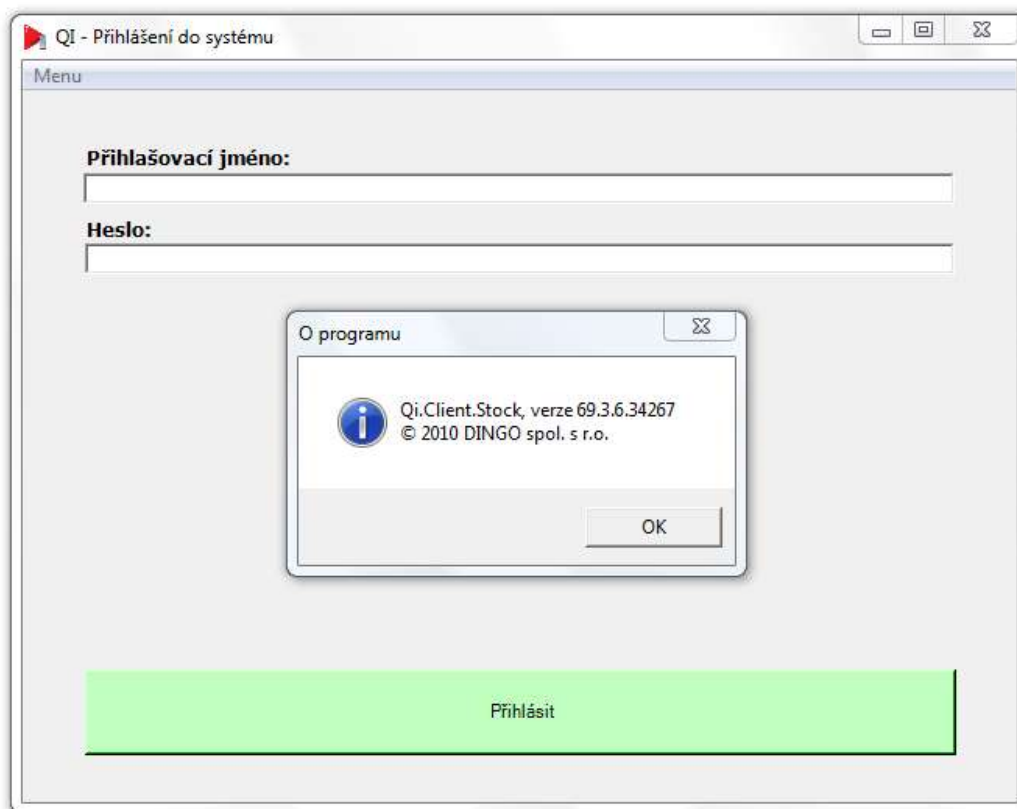 QI - Přihlášení do systému
Menu
Přihlašovací jméno:
Heslo:
O programu
Qi.Client.Stock, verze 69.3.6.34267
© 2010 DINGO spol. s r.o.
OK
Přihlásit